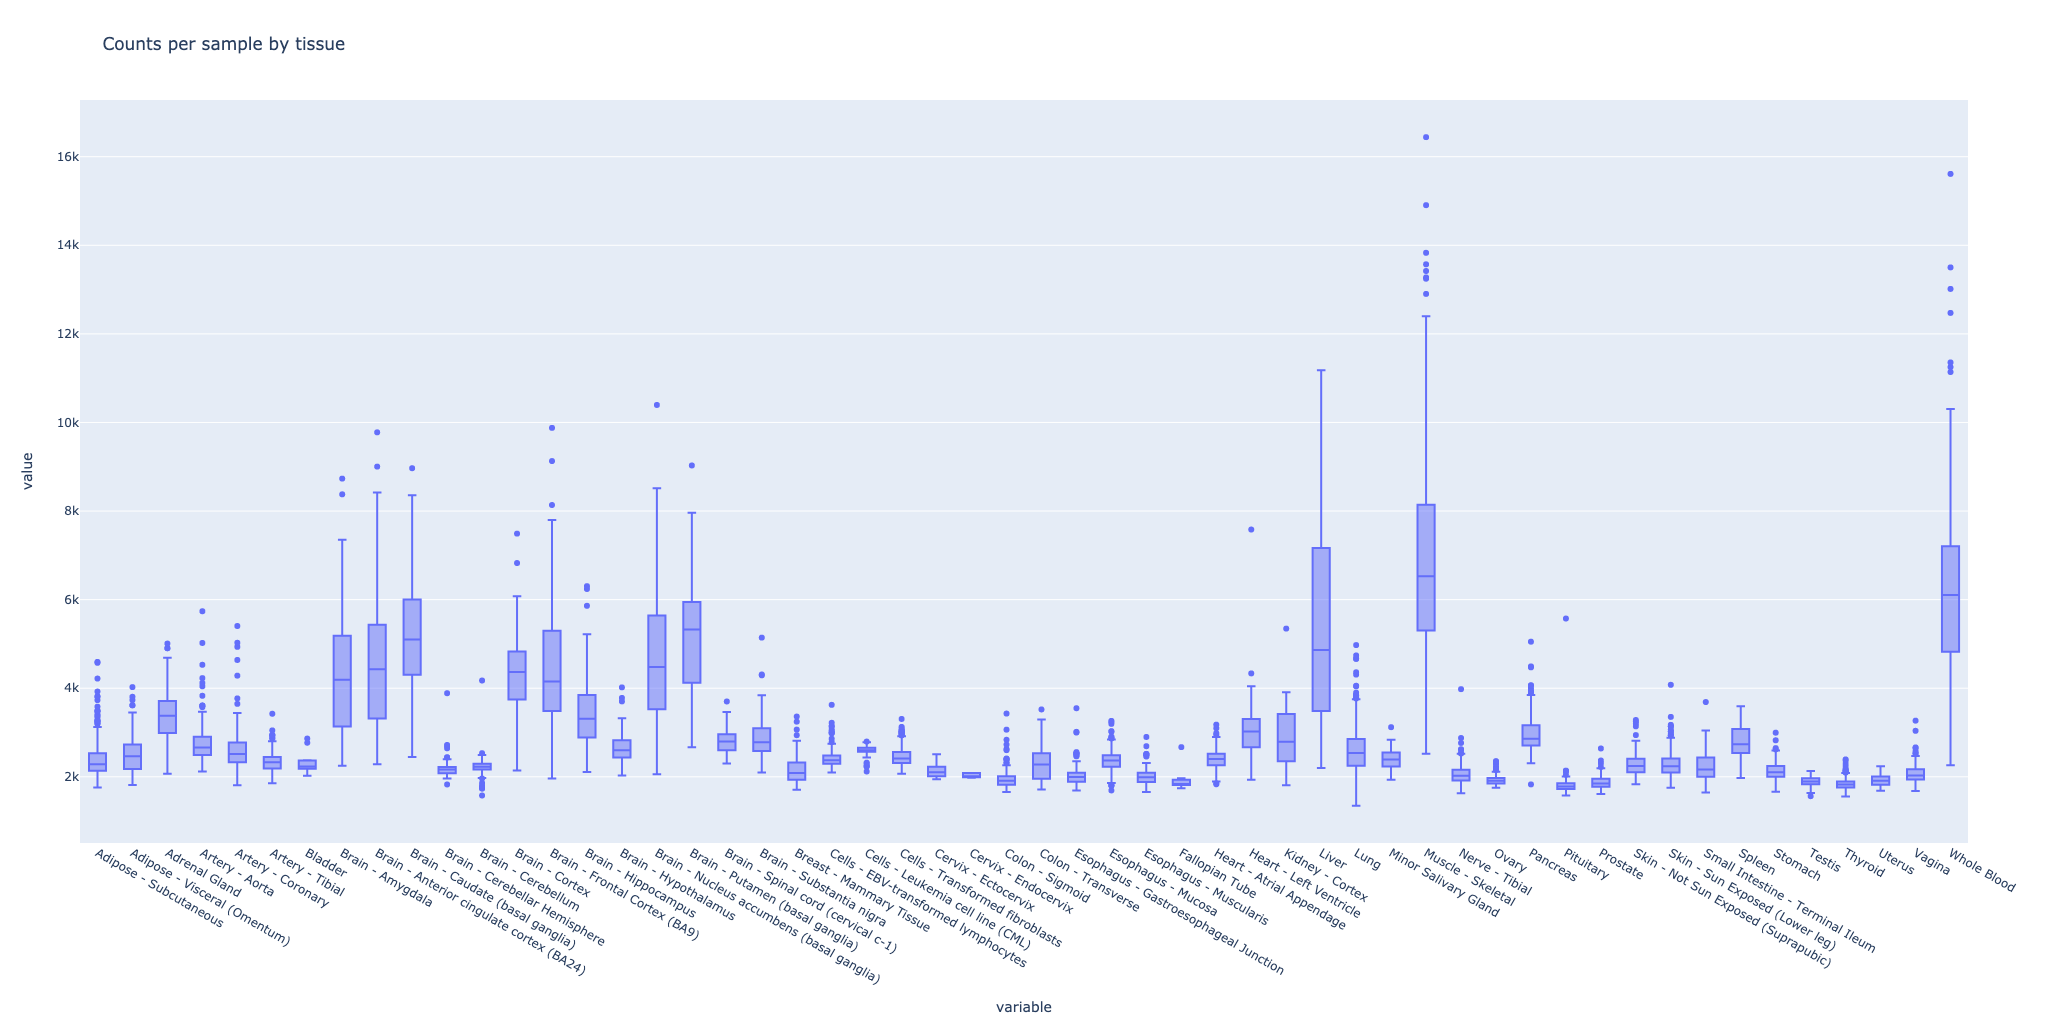 Counts per sample by tissue
16k
14k
12k
10k
8k
6k
4k
2k
value
Adipose - Subcutaneous
Adipose - Visceral (Omentum)
Adrenal Gland
Artery - Aorta
Artery - Coronary
Artery - Tibial
Bladder
Brain - Amygdala
Brain - Anterior cingulate cortex (BA24)
Brain - Caudate (basal ganglia)
Brain - Cerebellar Hemisphere
Brain - Cerebellum
Brain - Cortex
Brain - Frontal Cortex (BA9)
Brain - Hippocampus
Brain - Hypothalamus
Brain - Nucleus accumbens (basal ganglia)
Brain - Putamen (basal ganglia)
Brain - Spinal cord (cervical c-1)
Brain - Substantia nigra
Breast - Mammary Tissue
Cells - EBV-transformed lymphocytes
Cells - Leukemia cell line (CML)
Cells - Transformed fibroblasts
Cervix - Ectocervix
Cervix - Endocervix
Colon - Sigmoid
Colon - Transverse
Esophagus - Gastroesophageal Junction
Esophagus - Mucosa
Esophagus - Muscularis
Fallopian Tube
Heart - Atrial Appendage
Heart - Left Ventricle
Kidney - Cortex
Liver
Lung
Minor Salivary Gland
Muscle - Skeletal
Nerve - Tibial
Ovary
Pancreas
Pituitary
Prostate
Skin - Not Sun Exposed (Suprapubic)
Skin - Sun Exposed (Lower leg)
Small Intestine - Terminal Ileum
Spleen
Stomach
Testis
Thyroid
Uterus
Vagina
Whole Blood
variable